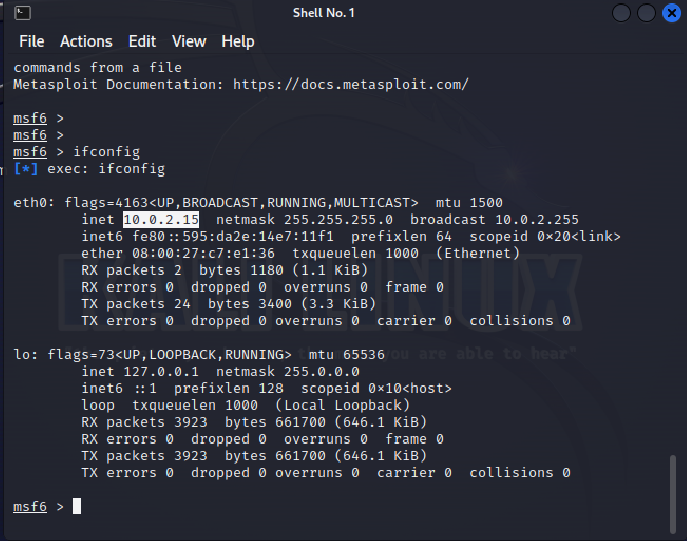 Shell No. 1
File Actions Edit View Help
commands from a file
Metasploit Documentation: https://docs.metasploit.com/
msf6 >
msf6 >
msf6 > ifconfig
[*] exec: ifconfig
eth0: flags=4163<UP,BROADCAST,RUNNING,MULTICAST> mtu 1500
inet 10.0.2.15 netmask 255.255.255.0 broadcast 10.0.2.255
inet6 fe80::595:da2e:14e7:11f1 prefixlen 64 scopeid 0×20<link>
ether 08:00:27:c7:e1:36 txqueuelen 1000 (Ethernet)
RX packets 2 bytes 1180 (1.1 KiB)
RX errors 0 dropped 0 overruns 0 frame 0
TX packets 24 bytes 3400 (3.3 KiB)
TX errors 0 dropped 0 overruns 0 carrier 0 collisions 0
KALI LINUX
lo: flags=73<UP,LOOPBACK,RUNNING> mtu 65536
you are able to hear"
inet 127.0.0.1 netmask 255.0.0.0
inet6 ::1 prefixlen 128 scopeid 0×10<host>
loop txqueuelen 1000 (Local Loopback)
RX packets 3923 bytes 661700 (646.1 KiB)
RX errors 0 dropped 0 overruns 0 frame 0
TX packets 3923 bytes 661700 (646.1 KiB)
TX errors 0 dropped 0 overruns 0 carrier 0 collisions 0
msf6 >